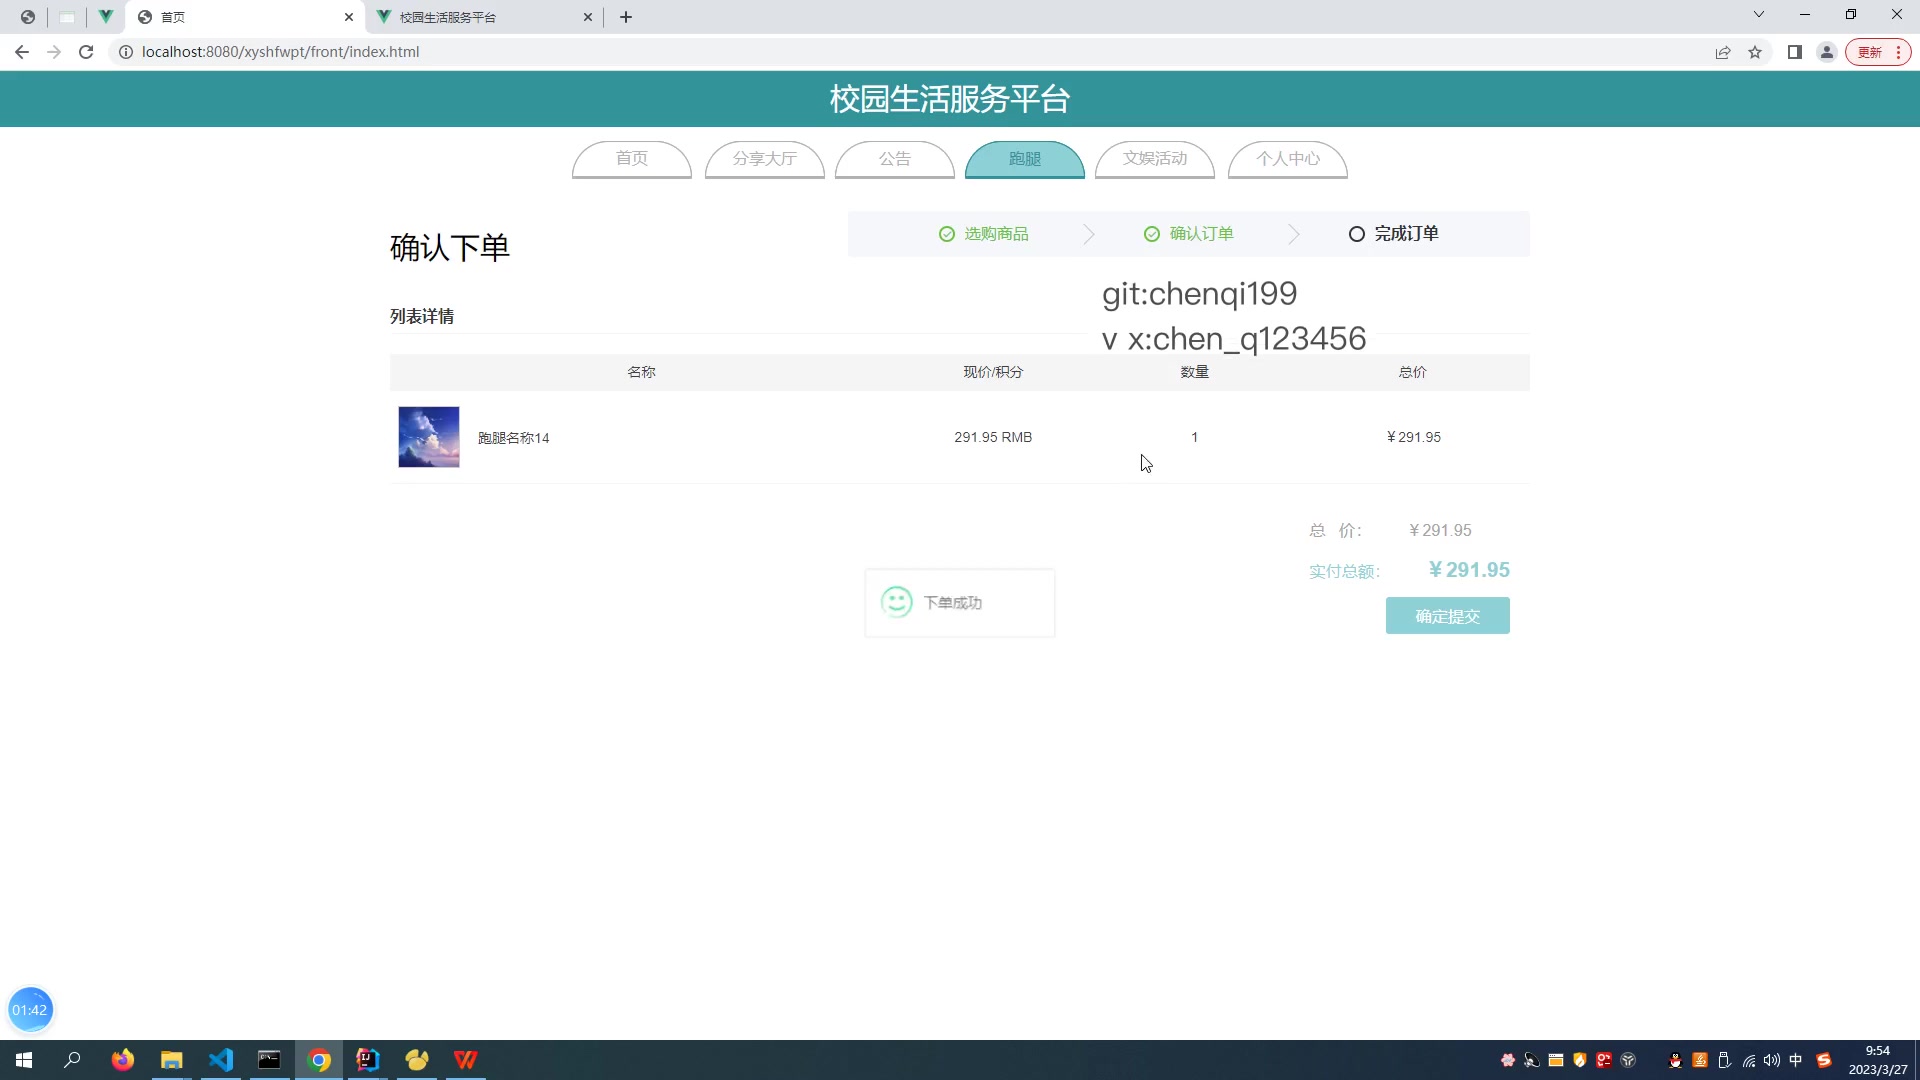 首页
校园生活服务平台
localhost:8080/xyshfwpt/front/index.html
更新
校园生活服务平台
首页
分享大厅
公告
跑腿
文娱活动
个人中心
确认下单
选购商品
确认订单
完成订单
git:chenqi199
v x:chen_q123456
列表详情
名称
现价/积分
数量
总价
跑腿名称14
291.95 RMB
1
￥291.95
总 价：
￥291.95
实付总额：
￥291.95
下单成功
确定提交
01:42
中
9:54
2023/3/27